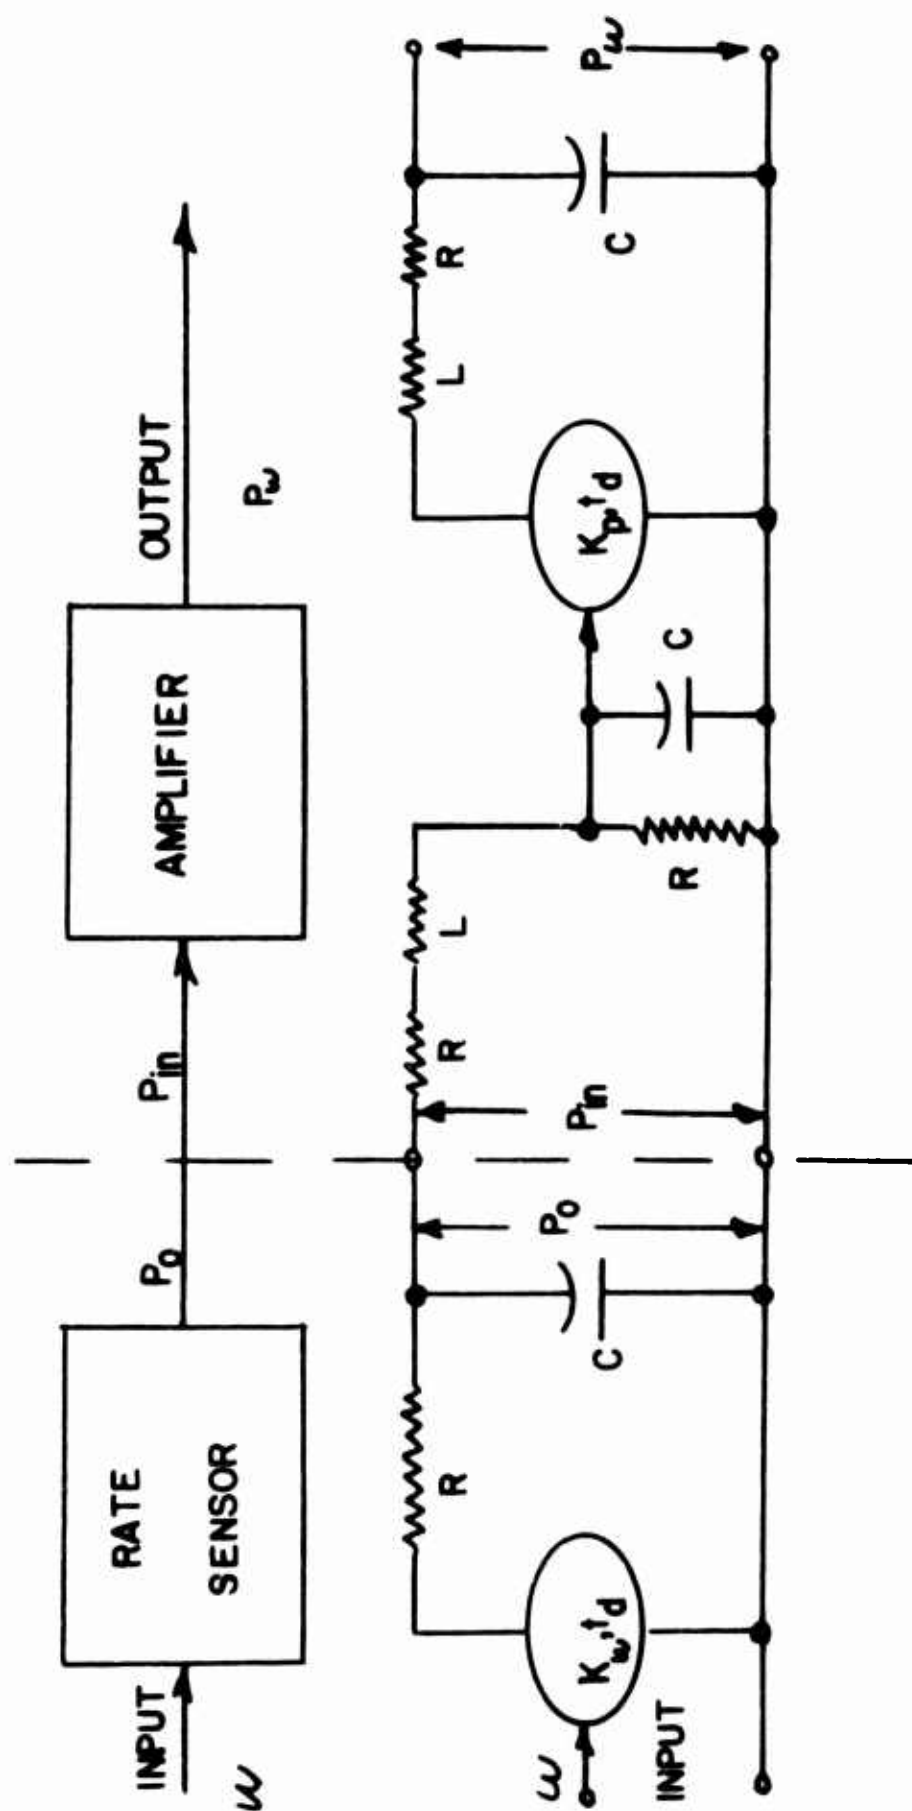 INPUT
ω
RATE
SENSOR
P₀
Pin
AMPLIFIER
OUTPUT
Pω
ω
INPUT
Kω, td
R
C
P₀
Pin
R
L
R
C
Kp, td
L
R
C
Pω